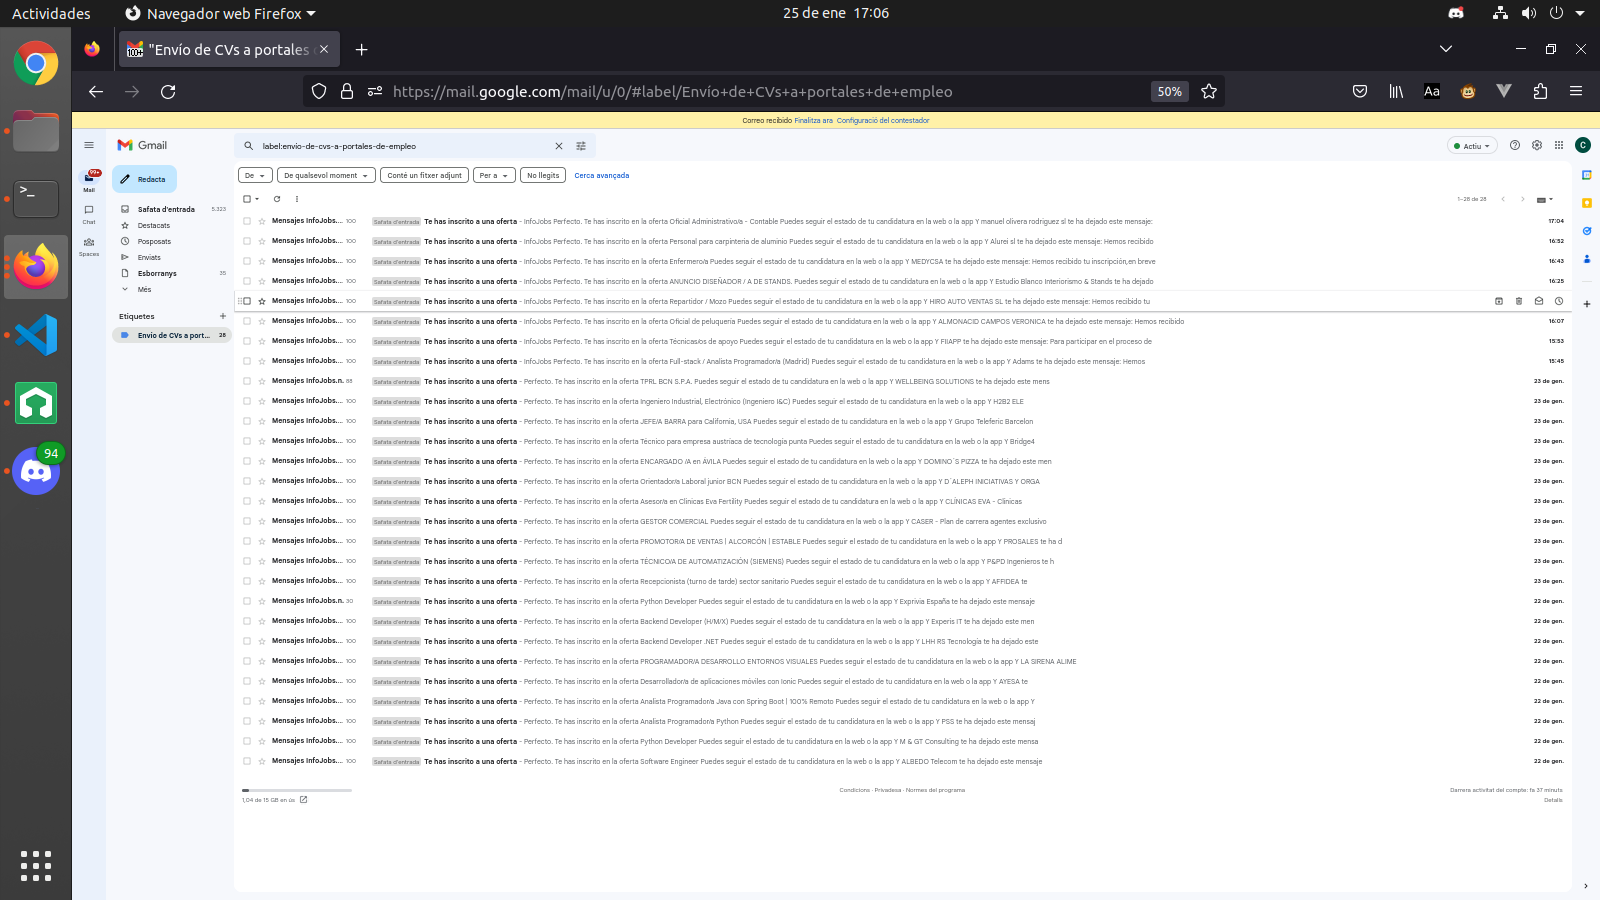 Actividades
Navegador web Firefox
25 de ene 17:06
"Envío de CVs a portales
https://mail.google.com/mail/u/0/#label/Envío+de+CVs+a+portales+de+empleo
50%
Correo recibido Finalitza ara Configuració del contestador
Gmail
label:envío-de-cvs-a-portales-de-empleo
Actiu
C
99+
Mail
Chat
Spaces
Redacta
Safata d'entrada 5.323
Destacats
Posposats
Enviats
Esborranys 35
Més
Etiquetes
Envío de CVs a port... 28
94
De
De qualsevol moment
Conté un fitxer adjunt
Per a
No llegits
Cerca avançada
1–28 de 28
Mensajes InfoJobs.... 100 Safata d'entrada Te has inscrito a una oferta - InfoJobs Perfecto. Te has inscrito en la oferta Oficial Administrativo/a - Contable Puedes seguir el estado de tu candidatura en la web o la app Y manuel olivera rodriguez sl te ha dejado este mensaje: 17:04
Mensajes InfoJobs.... 100 Safata d'entrada Te has inscrito a una oferta - InfoJobs Perfecto. Te has inscrito en la oferta Personal para carpintería de aluminio Puedes seguir el estado de tu candidatura en la web o la app Y Alurei sl te ha dejado este mensaje: Hemos recibido 16:52
Mensajes InfoJobs.... 100 Safata d'entrada Te has inscrito a una oferta - InfoJobs Perfecto. Te has inscrito en la oferta Enfermero/a Puedes seguir el estado de tu candidatura en la web o la app Y MEDYCSA te ha dejado este mensaje: Hemos recibido tu inscripción,en breve 16:43
Mensajes InfoJobs.... 100 Safata d'entrada Te has inscrito a una oferta - InfoJobs Perfecto. Te has inscrito en la oferta ANUNCIO DISEÑADOR / A DE STANDS. Puedes seguir el estado de tu candidatura en la web o la app Y Estudio Blanco Interiorismo & Stands te ha dejado 16:25
Mensajes InfoJobs.... 100 Safata d'entrada Te has inscrito a una oferta - InfoJobs Perfecto. Te has inscrito en la oferta Repartidor / Mozo Puedes seguir el estado de tu candidatura en la web o la app Y HIRO AUTO VENTAS SL te ha dejado este mensaje: Hemos recibido tu
Mensajes InfoJobs.... 100 Safata d'entrada Te has inscrito a una oferta - InfoJobs Perfecto. Te has inscrito en la oferta Oficial de peluquería Puedes seguir el estado de tu candidatura en la web o la app Y ALMONACID CAMPOS VERONICA te ha dejado este mensaje: Hemos recibido 16:07
Mensajes InfoJobs.... 100 Safata d'entrada Te has inscrito a una oferta - InfoJobs Perfecto. Te has inscrito en la oferta Técnicas/os de apoyo Puedes seguir el estado de tu candidatura en la web o la app Y FIIAPP te ha dejado este mensaje: Para participar en el proceso de 15:53
Mensajes InfoJobs.... 100 Safata d'entrada Te has inscrito a una oferta - InfoJobs Perfecto. Te has inscrito en la oferta Full-stack / Analista Programador/a (Madrid) Puedes seguir el estado de tu candidatura en la web o la app Y Adams te ha dejado este mensaje: Hemos 15:45
Mensajes InfoJobs.n. 88 Safata d'entrada Te has inscrito a una oferta - Perfecto. Te has inscrito en la oferta TPRL BCN S.P.A. Puedes seguir el estado de tu candidatura en la web o la app Y WELLBEING SOLUTIONS te ha dejado este mens 23 de gen.
Mensajes InfoJobs.... 100 Safata d'entrada Te has inscrito a una oferta - Perfecto. Te has inscrito en la oferta Ingeniero Industrial, Electrónico (Ingeniero I&C) Puedes seguir el estado de tu candidatura en la web o la app Y H2B2 ELE 23 de gen.
Mensajes InfoJobs.... 100 Safata d'entrada Te has inscrito a una oferta - Perfecto. Te has inscrito en la oferta JEFE/A BARRA para California, USA Puedes seguir el estado de tu candidatura en la web o la app Y Grupo Teleferic Barcelon 23 de gen.
Mensajes InfoJobs.... 100 Safata d'entrada Te has inscrito a una oferta - Perfecto. Te has inscrito en la oferta Técnico para empresa austríaca de tecnología punta Puedes seguir el estado de tu candidatura en la web o la app Y Bridge4 23 de gen.
Mensajes InfoJobs.... 100 Safata d'entrada Te has inscrito a una oferta - Perfecto. Te has inscrito en la oferta ENCARGADO /A en ÁVILA Puedes seguir el estado de tu candidatura en la web o la app Y DOMINO´S PIZZA te ha dejado este men 23 de gen.
Mensajes InfoJobs.... 100 Safata d'entrada Te has inscrito a una oferta - Perfecto. Te has inscrito en la oferta Orientador/a Laboral junior BCN Puedes seguir el estado de tu candidatura en la web o la app Y D´ALEPH INICIATIVAS Y ORGA 23 de gen.
Mensajes InfoJobs.... 100 Safata d'entrada Te has inscrito a una oferta - Perfecto. Te has inscrito en la oferta Asesor/a en Clínicas Eva Fertility Puedes seguir el estado de tu candidatura en la web o la app Y CLÍNICAS EVA - Clínicas 23 de gen.
Mensajes InfoJobs.... 100 Safata d'entrada Te has inscrito a una oferta - Perfecto. Te has inscrito en la oferta GESTOR COMERCIAL Puedes seguir el estado de tu candidatura en la web o la app Y CASER - Plan de carrera agentes exclusivo 23 de gen.
Mensajes InfoJobs.... 100 Safata d'entrada Te has inscrito a una oferta - Perfecto. Te has inscrito en la oferta PROMOTOR/A DE VENTAS | ALCORCÓN | ESTABLE Puedes seguir el estado de tu candidatura en la web o la app Y PROSALES te ha d 23 de gen.
Mensajes InfoJobs.... 100 Safata d'entrada Te has inscrito a una oferta - Perfecto. Te has inscrito en la oferta TÉCNICO/A DE AUTOMATIZACIÓN (SIEMENS) Puedes seguir el estado de tu candidatura en la web o la app Y P&PD Ingenieros te h 23 de gen.
Mensajes InfoJobs.... 100 Safata d'entrada Te has inscrito a una oferta - Perfecto. Te has inscrito en la oferta Recepcionista (turno de tarde) sector sanitario Puedes seguir el estado de tu candidatura en la web o la app Y AFFIDEA te 23 de gen.
Mensajes InfoJobs.n. 30 Safata d'entrada Te has inscrito a una oferta - Perfecto. Te has inscrito en la oferta Python Developer Puedes seguir el estado de tu candidatura en la web o la app Y Exprivia España te ha dejado este mensaje 22 de gen.
Mensajes InfoJobs.... 100 Safata d'entrada Te has inscrito a una oferta - Perfecto. Te has inscrito en la oferta Backend Developer (H/M/X) Puedes seguir el estado de tu candidatura en la web o la app Y Experis IT te ha dejado este men 22 de gen.
Mensajes InfoJobs.... 100 Safata d'entrada Te has inscrito a una oferta - Perfecto. Te has inscrito en la oferta Backend Developer .NET Puedes seguir el estado de tu candidatura en la web o la app Y LHH RS Tecnología te ha dejado este 22 de gen.
Mensajes InfoJobs.... 100 Safata d'entrada Te has inscrito a una oferta - Perfecto. Te has inscrito en la oferta PROGRAMADOR/A DESARROLLO ENTORNOS VISUALES Puedes seguir el estado de tu candidatura en la web o la app Y LA SIRENA ALIME 22 de gen.
Mensajes InfoJobs.... 100 Safata d'entrada Te has inscrito a una oferta - Perfecto. Te has inscrito en la oferta Desarrollador/a de aplicaciones móviles con Ionic Puedes seguir el estado de tu candidatura en la web o la app Y AYESA te 22 de gen.
Mensajes InfoJobs.... 100 Safata d'entrada Te has inscrito a una oferta - Perfecto. Te has inscrito en la oferta Analista Programador/a Java con Spring Boot | 100% Remoto Puedes seguir el estado de tu candidatura en la web o la app Y 22 de gen.
Mensajes InfoJobs.... 100 Safata d'entrada Te has inscrito a una oferta - Perfecto. Te has inscrito en la oferta Analista Programador/a Python Puedes seguir el estado de tu candidatura en la web o la app Y PSS te ha dejado este mensaj 22 de gen.
Mensajes InfoJobs.... 100 Safata d'entrada Te has inscrito a una oferta - Perfecto. Te has inscrito en la oferta Python Developer Puedes seguir el estado de tu candidatura en la web o la app Y M & GT Consulting te ha dejado este mensa 22 de gen.
Mensajes InfoJobs.... 100 Safata d'entrada Te has inscrito a una oferta - Perfecto. Te has inscrito en la oferta Software Engineer Puedes seguir el estado de tu candidatura en la web o la app Y ALBEDO Telecom te ha dejado este mensaje 22 de gen.
1,04 de 15 GB en ús
Condicions · Privadesa · Normes del programa
Darrera activitat del compte: fa 37 minuts
Detalls